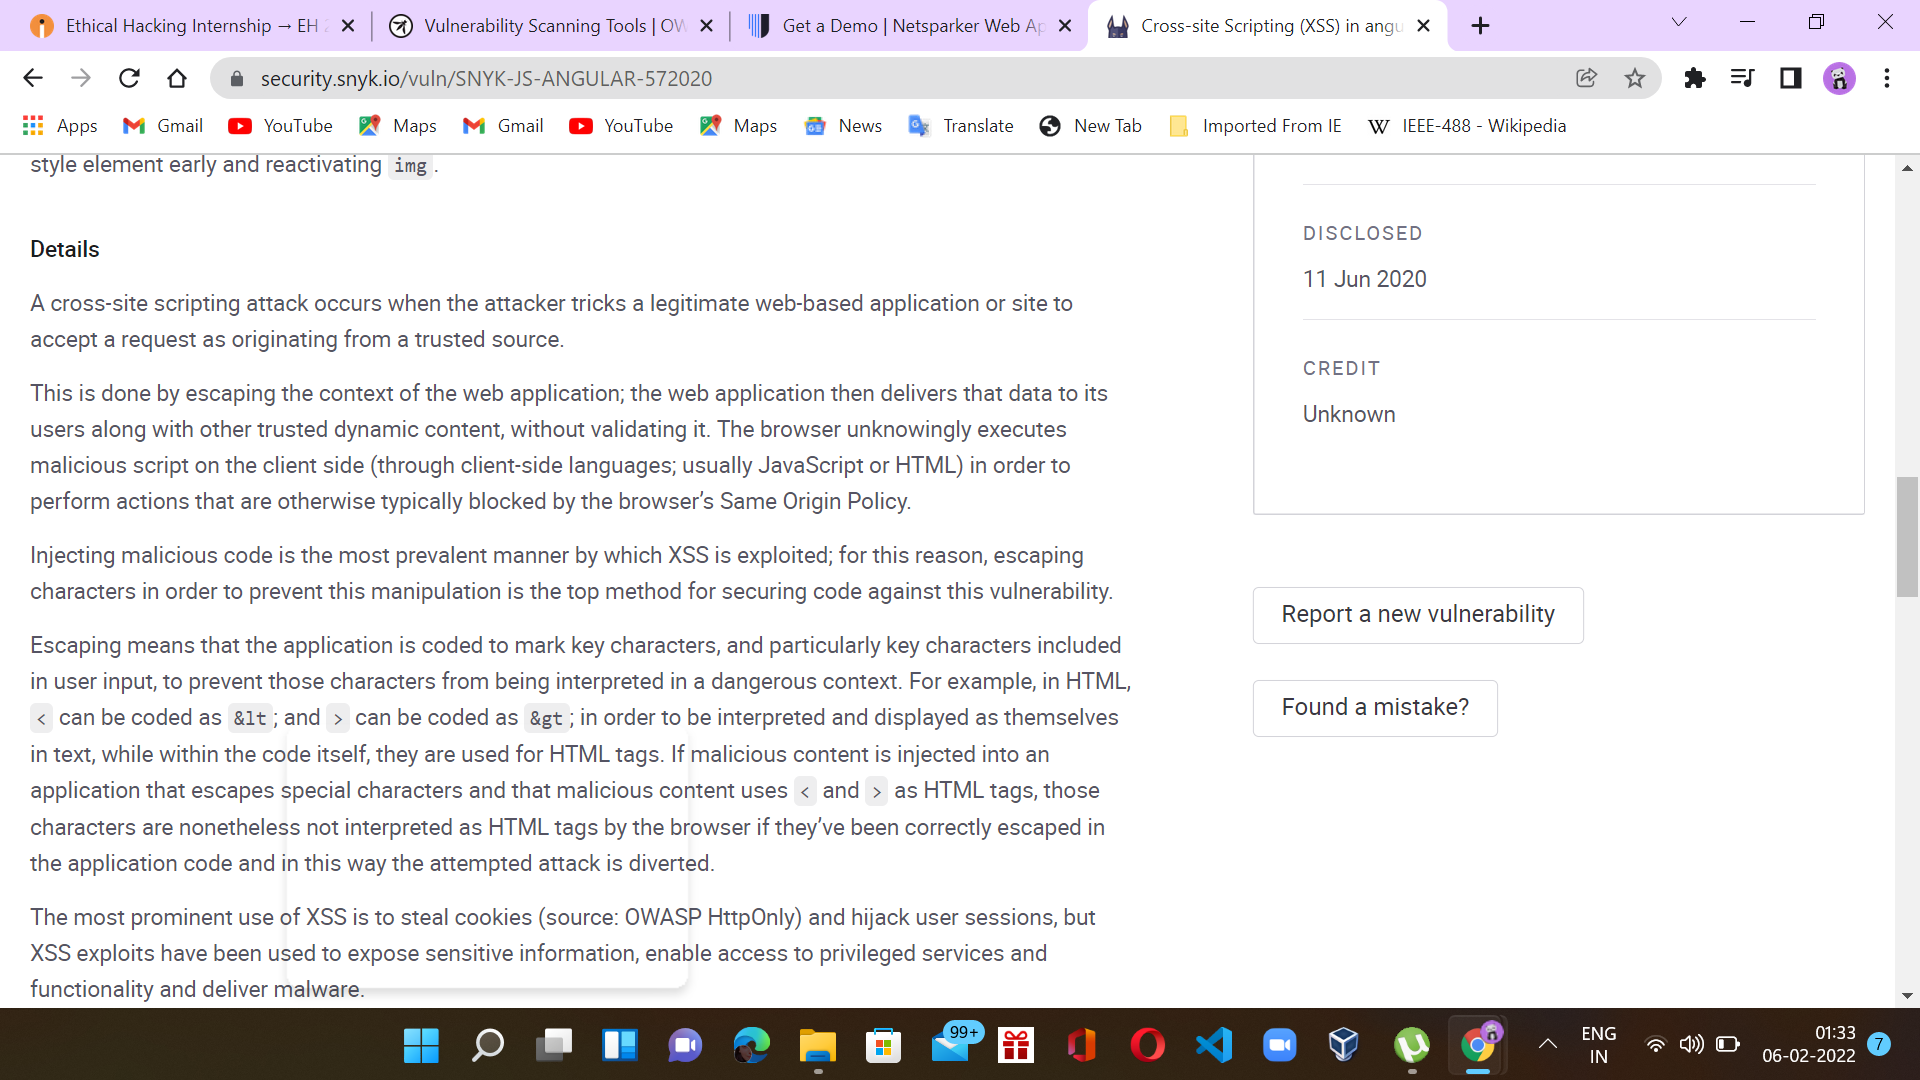 Ethical Hacking Internship → EH
Vulnerability Scanning Tools | OW
Get a Demo | Netsparker Web Ap
Cross-site Scripting (XSS) in angu
security.snyk.io/vuln/SNYK-JS-ANGULAR-572020
Apps Gmail YouTube Maps Gmail YouTube Maps News Translate New Tab Imported From IE W IEEE-488 - Wikipedia
style element early and reactivating img .
Details
A cross-site scripting attack occurs when the attacker tricks a legitimate web-based application or site to
accept a request as originating from a trusted source.
This is done by escaping the context of the web application; the web application then delivers that data to its
users along with other trusted dynamic content, without validating it. The browser unknowingly executes
malicious script on the client side (through client-side languages; usually JavaScript or HTML) in order to
perform actions that are otherwise typically blocked by the browser’s Same Origin Policy.
Injecting malicious code is the most prevalent manner by which XSS is exploited; for this reason, escaping
characters in order to prevent this manipulation is the top method for securing code against this vulnerability.
Escaping means that the application is coded to mark key characters, and particularly key characters included
in user input, to prevent those characters from being interpreted in a dangerous context. For example, in HTML,
< can be coded as &lt ; and > can be coded as &gt ; in order to be interpreted and displayed as themselves
in text, while within the code itself, they are used for HTML tags. If malicious content is injected into an
application that escapes special characters and that malicious content uses < and > as HTML tags, those
characters are nonetheless not interpreted as HTML tags by the browser if they’ve been correctly escaped in
the application code and in this way the attempted attack is diverted.
The most prominent use of XSS is to steal cookies (source: OWASP HttpOnly) and hijack user sessions, but
XSS exploits have been used to expose sensitive information, enable access to privileged services and
functionality and deliver malware.
DISCLOSED
11 Jun 2020
CREDIT
Unknown
Report a new vulnerability
Found a mistake?
99+
ENG
IN
01:33
06-02-2022
7